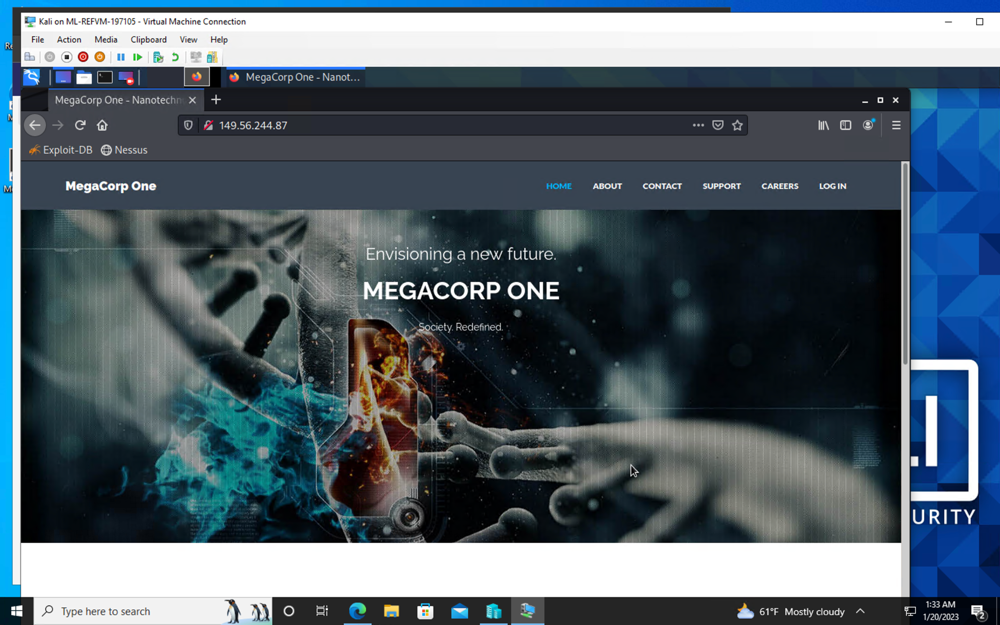 Kali on ML-REFVM-197105 - Virtual Machine Connection
File Action Media Clipboard View Help
MegaCorp One - Nanot...
MegaCorp One - Nanotechn
149.56.244.87
Exploit-DB Nessus
MegaCorp One
HOME ABOUT CONTACT SUPPORT CAREERS LOG IN
Envisioning a new future.
MEGACORP ONE
Society. Redefined.
URITY
Type here to search
61°F Mostly cloudy
1:33 AM
1/20/2023
2